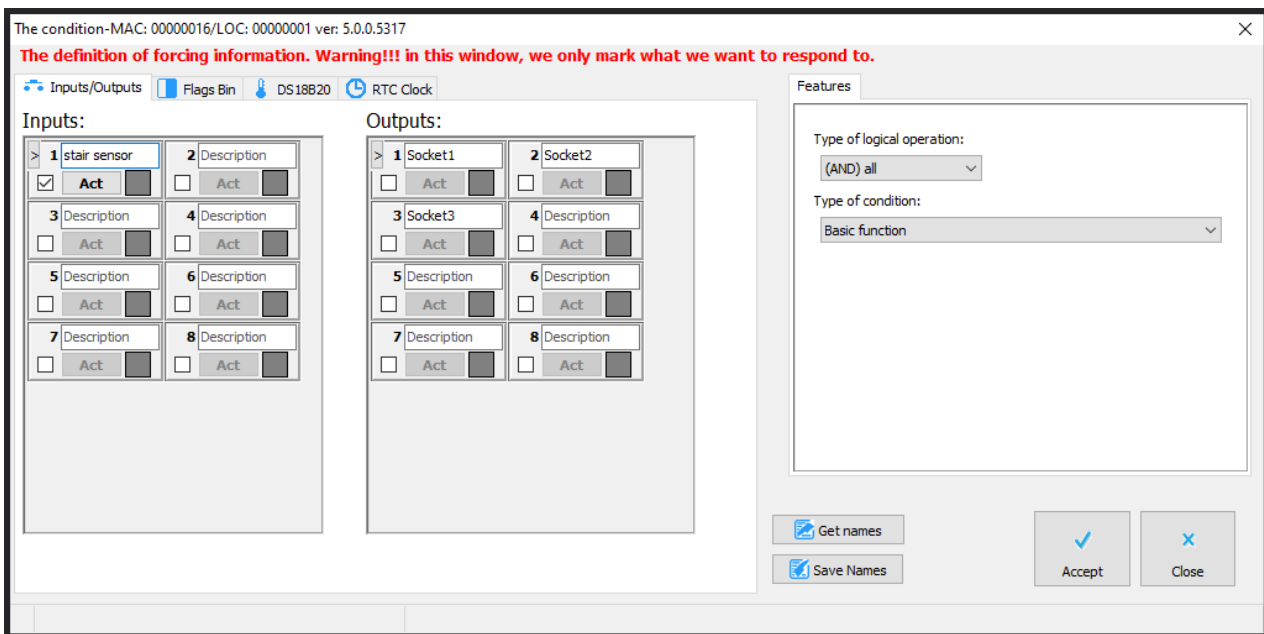 The condition-MAC: 00000016/LOC: 00000001 ver: 5.0.0.5317
The definition of forcing information. Warning!!! in this window, we only mark what we want to respond to.
Inputs/Outputs Flags Bin DS18B20 RTC Clock
Inputs:
> 1 stair sensor 2 Description
Act Act
3 Description 4 Description
Act Act
5 Description 6 Description
Act Act
7 Description 8 Description
Act Act
Outputs:
> 1 Socket1 2 Socket2
Act Act
3 Socket3 4 Description
Act Act
5 Description 6 Description
Act Act
7 Description 8 Description
Act Act
Features
Type of logical operation:
(AND) all
Type of condition:
Basic function
Get names
Save Names
Accept
Close